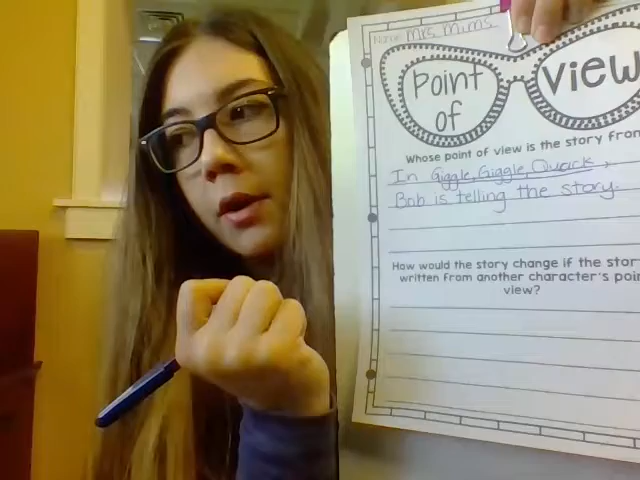 Name: Mrs. Mims
Point of View
Whose point of view is the story from
In Giggle, Giggle, Quack,
Bob is telling the story.
How would the story change if the stor
written from another character's poin
view?